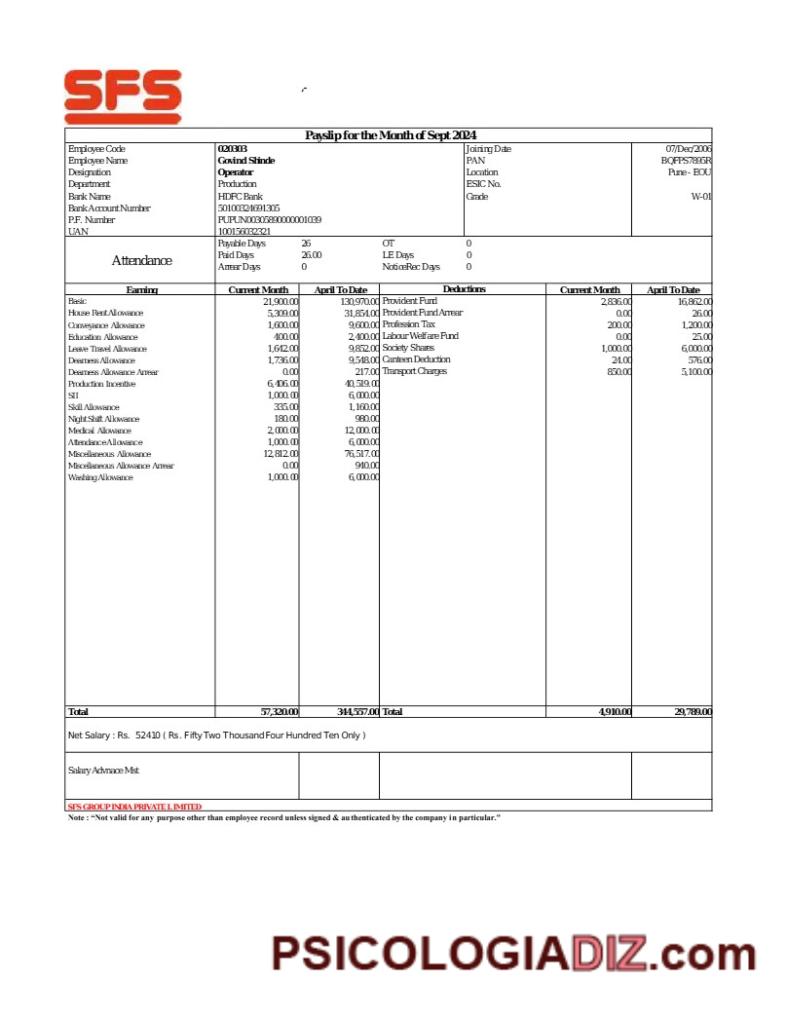 SFS
Payslip for the Month of Sept 2024
Employee Code 020303 Joining Date 07/Dec/2006
Employee Name Govind Shinde PAN BQFPS7895R
Designation Operator Location Pune - EOU
Department Production ESIC No.
Bank Name HDFC Bank Grade W-01
Bank Account Number 50100324691305
P.F. Number PUPUN00305890000001039
UAN 100156032321
Attendance
Payable Days 26 OT 0
Paid Days 26.00 LE Days 0
Arrear Days 0 NoticeRec Days 0
Earning Current Month April To Date Deductions Current Month April To Date
Basic 21,900.00 130,970.00 Provident Fund 2,836.00 16,862.00
House Rent Allowance 5,309.00 31,854.00 Provident Fund Arrear 0.00 26.00
Conveyance Allowance 1,600.00 9,600.00 Profession Tax 200.00 1,200.00
Education Allowance 400.00 2,400.00 Labour Welfare Fund 0.00 25.00
Leave Travel Allowance 1,642.00 9,852.00 Society Shares 1,000.00 6,000.00
Dearness Allowance 1,736.00 9,548.00 Canteen Deduction 24.00 576.00
Dearness Allowance Arrear 0.00 217.00 Transport Charges 850.00 5,100.00
Production Incentive 6,406.00 40,519.00
SII 1,000.00 6,000.00
Skill Allowance 335.00 1,160.00
Night Shift Allowance 180.00 980.00
Medical Allowance 2,000.00 12,000.00
Attendance Allowance 1,000.00 6,000.00
Miscellaneous Allowance 12,812.00 76,517.00
Miscellaneous Allowance Arrear 0.00 940.00
Washing Allowance 1,000.00 6,000.00
Total 57,320.00 344,557.00 Total 4,910.00 29,789.00
Net Salary : Rs. 52410 ( Rs. Fifty Two Thousand Four Hundred Ten Only )
Salary Advnace Mst
SFS GROUP INDIA PRIVATE LIMITED
Note : “Not valid for any purpose other than employee record unless signed & authenticated by the company in particular.”
PSICOLOGIADIZ.com